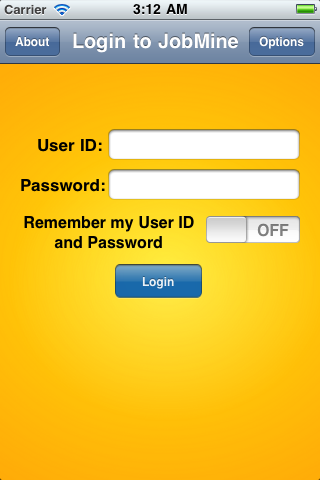 Carrier 3:12 AM
About Login to JobMine Options
User ID:
Password:
Remember my User ID
and Password
OFF
Login